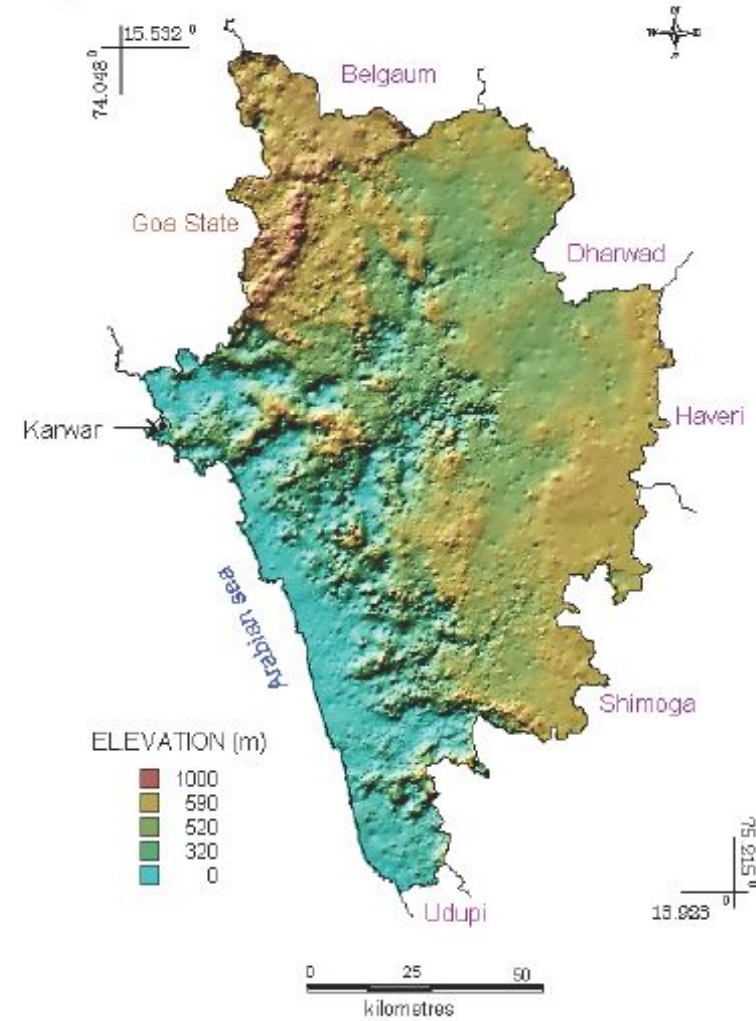 15.532 0
74.048 0
Belgaum
Goa State
Dharwad
Karwar
Haveri
Arabian sea
Shimoga
ELEVATION (m)
1000
590
520
320
0
75.215 0
13.923 0
Udupi
0 25 50
kilometres